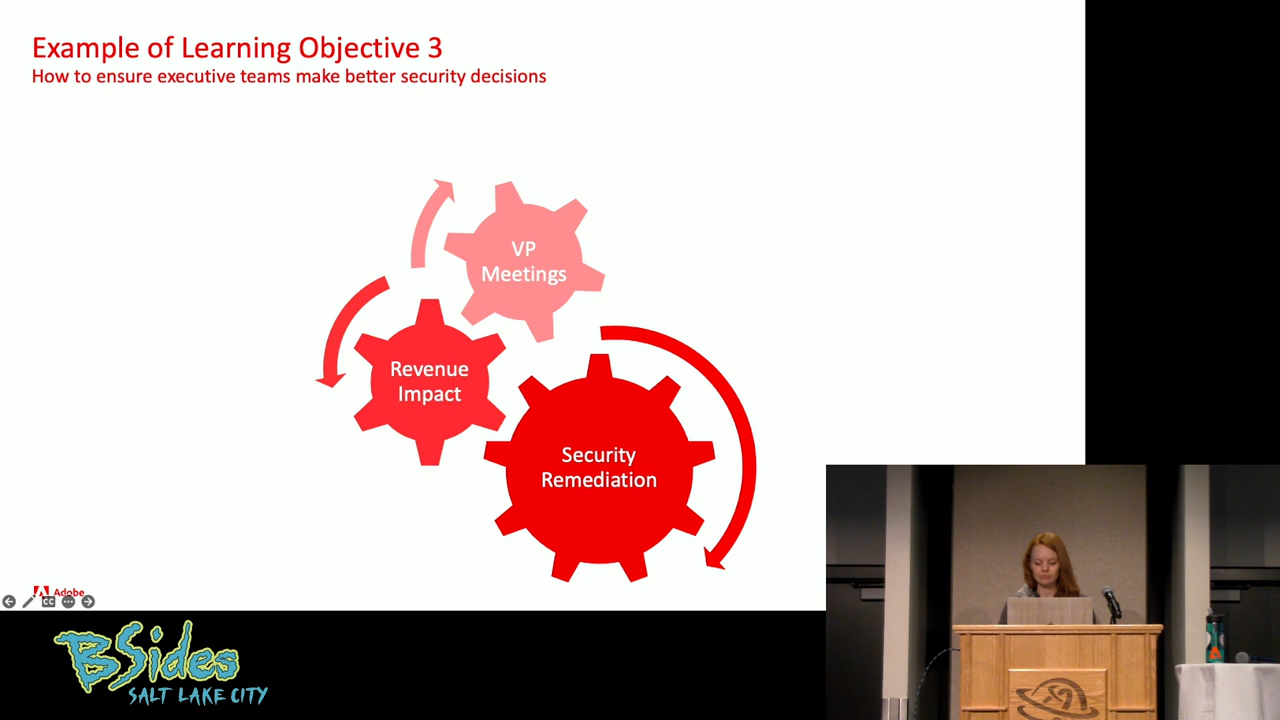 Example of Learning Objective 3
How to ensure executive teams make better security decisions
VP
Meetings
Revenue
Impact
Security
Remediation
Adobe
CC
BSides
SALT LAKE CITY